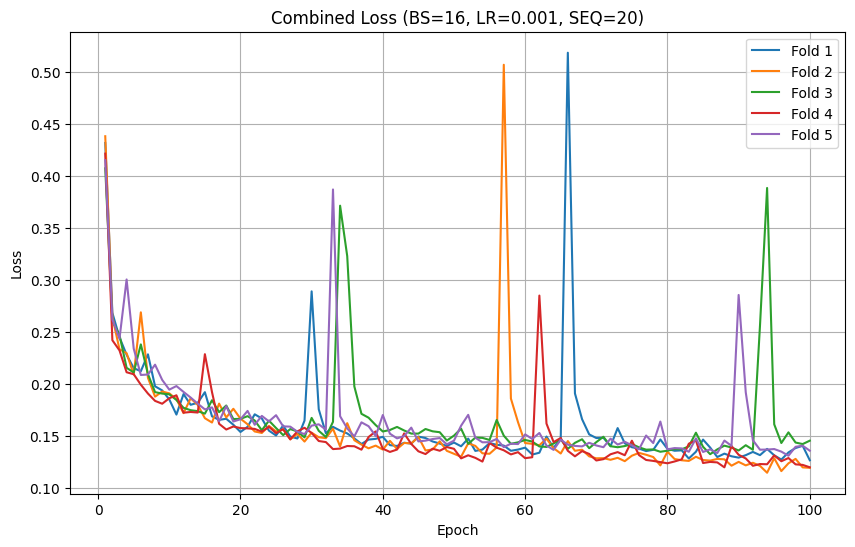 Combined Loss (BS=16, LR=0.001, SEQ=20)
Loss
0.50
0.45
0.40
0.35
0.30
0.25
0.20
0.15
0.10
Fold 1
Fold 2
Fold 3
Fold 4
Fold 5
0 20 40 60 80 100
Epoch